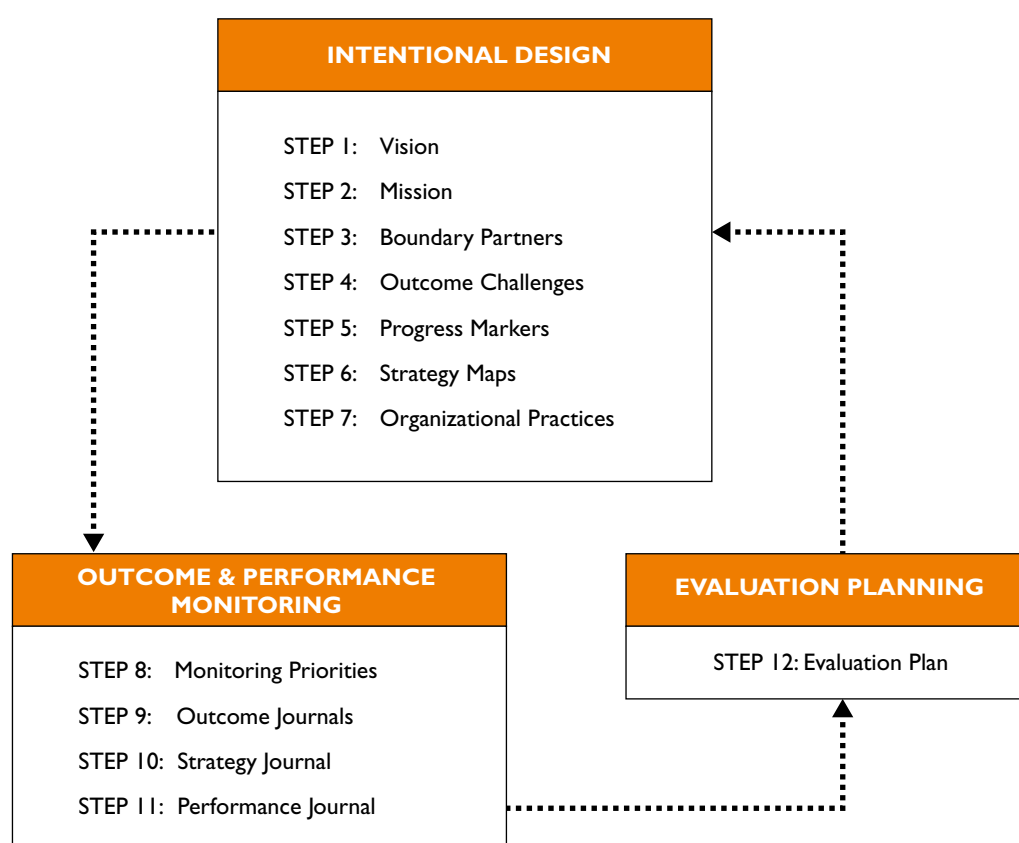 INTENTIONAL DESIGN
STEP 1: Vision
STEP 2: Mission
STEP 3: Boundary Partners
STEP 4: Outcome Challenges
STEP 5: Progress Markers
STEP 6: Strategy Maps
STEP 7: Organizational Practices
OUTCOME & PERFORMANCE
MONITORING
STEP 8: Monitoring Priorities
STEP 9: Outcome Journals
STEP 10: Strategy Journal
STEP 11: Performance Journal
EVALUATION PLANNING
STEP 12: Evaluation Plan